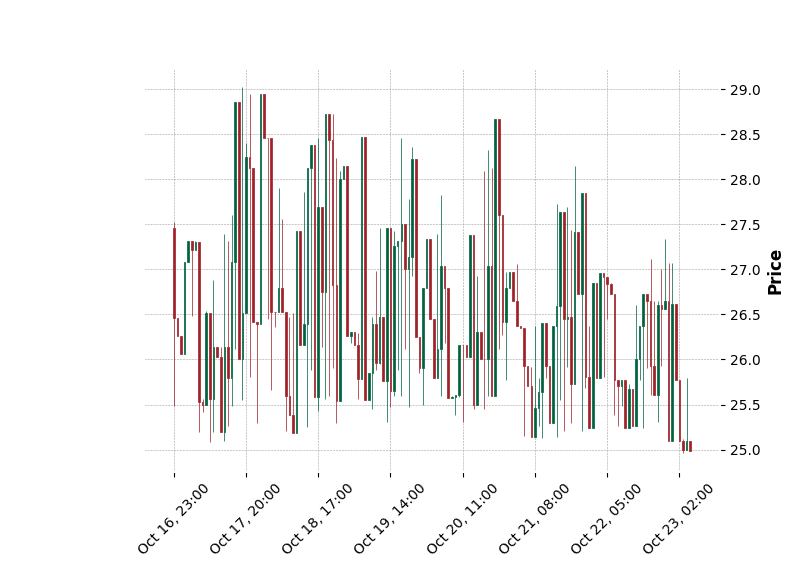 29.0
28.5
28.0
27.5
27.0
26.5
26.0
25.5
25.0
Price
Oct 16, 23:00
Oct 17, 20:00
Oct 18, 17:00
Oct 19, 14:00
Oct 20, 11:00
Oct 21, 08:00
Oct 22, 05:00
Oct 23, 02:00